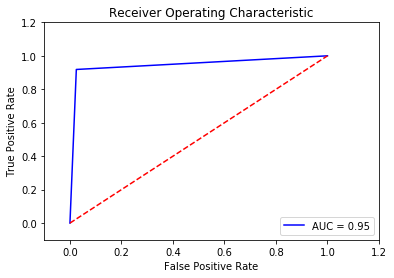 Receiver Operating Characteristic
1.2
1.0
0.8
0.6
0.4
0.2
0.0
True Positive Rate
AUC = 0.95
0.0 0.2 0.4 0.6 0.8 1.0 1.2
False Positive Rate